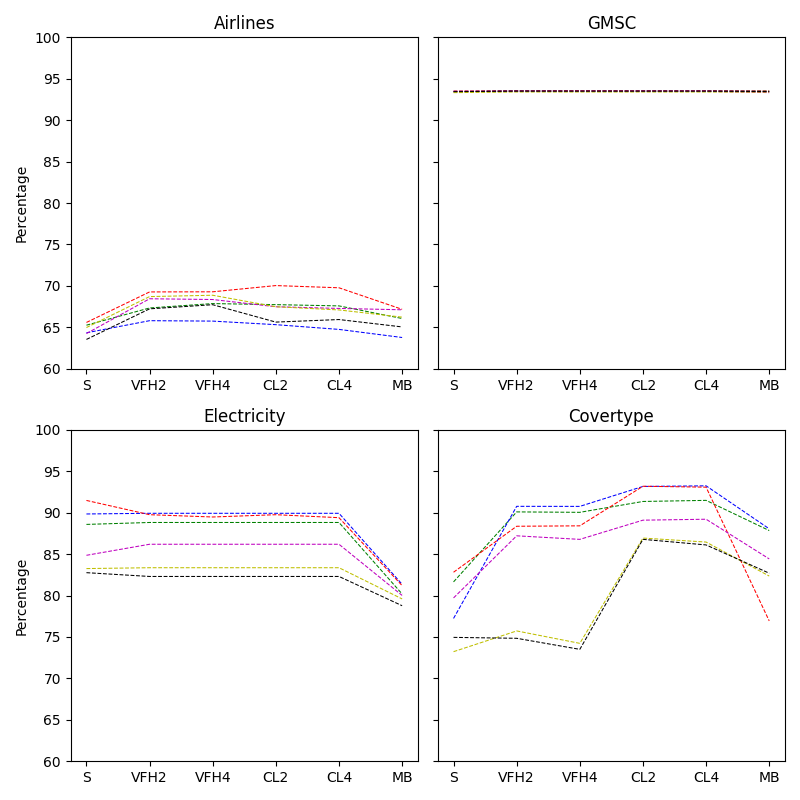 Airlines
GMSC
Percentage
100
95
90
85
80
75
70
65
60
S VFH2 VFH4 CL2 CL4 MB
S VFH2 VFH4 CL2 CL4 MB
Electricity
Covertype
Percentage
100
95
90
85
80
75
70
65
60
S VFH2 VFH4 CL2 CL4 MB
S VFH2 VFH4 CL2 CL4 MB